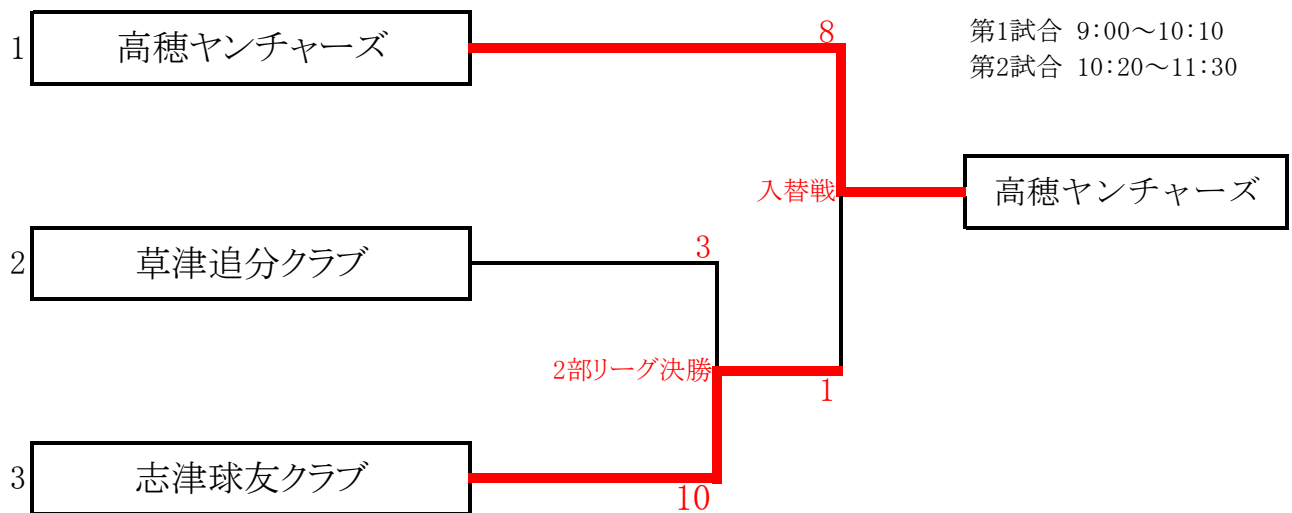 1
高穂ヤンチャーズ
8
第1試合 9:00～10:10
第2試合 10:20～11:30
入替戦
高穂ヤンチャーズ
2
草津追分クラブ
3
2部リーグ決勝
1
3
志津球友クラブ
10